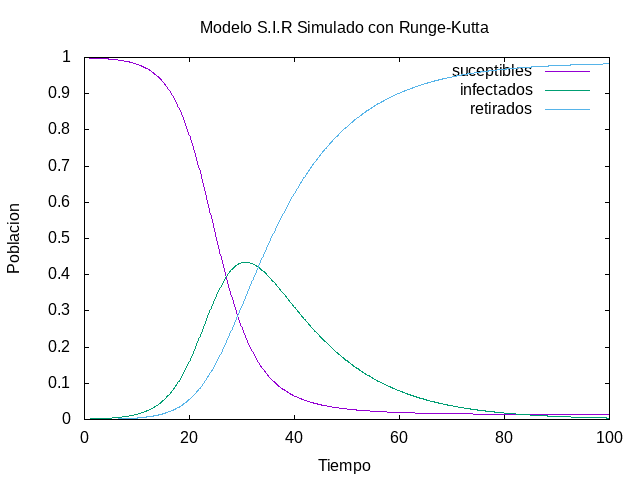 Modelo S.I.R Simulado con Runge-Kutta
1
0.9
0.8
0.7
0.6
0.5
0.4
0.3
0.2
0.1
0
Poblacion
suceptibles
infectados
retirados
0 20 40 60 80 100
Tiempo